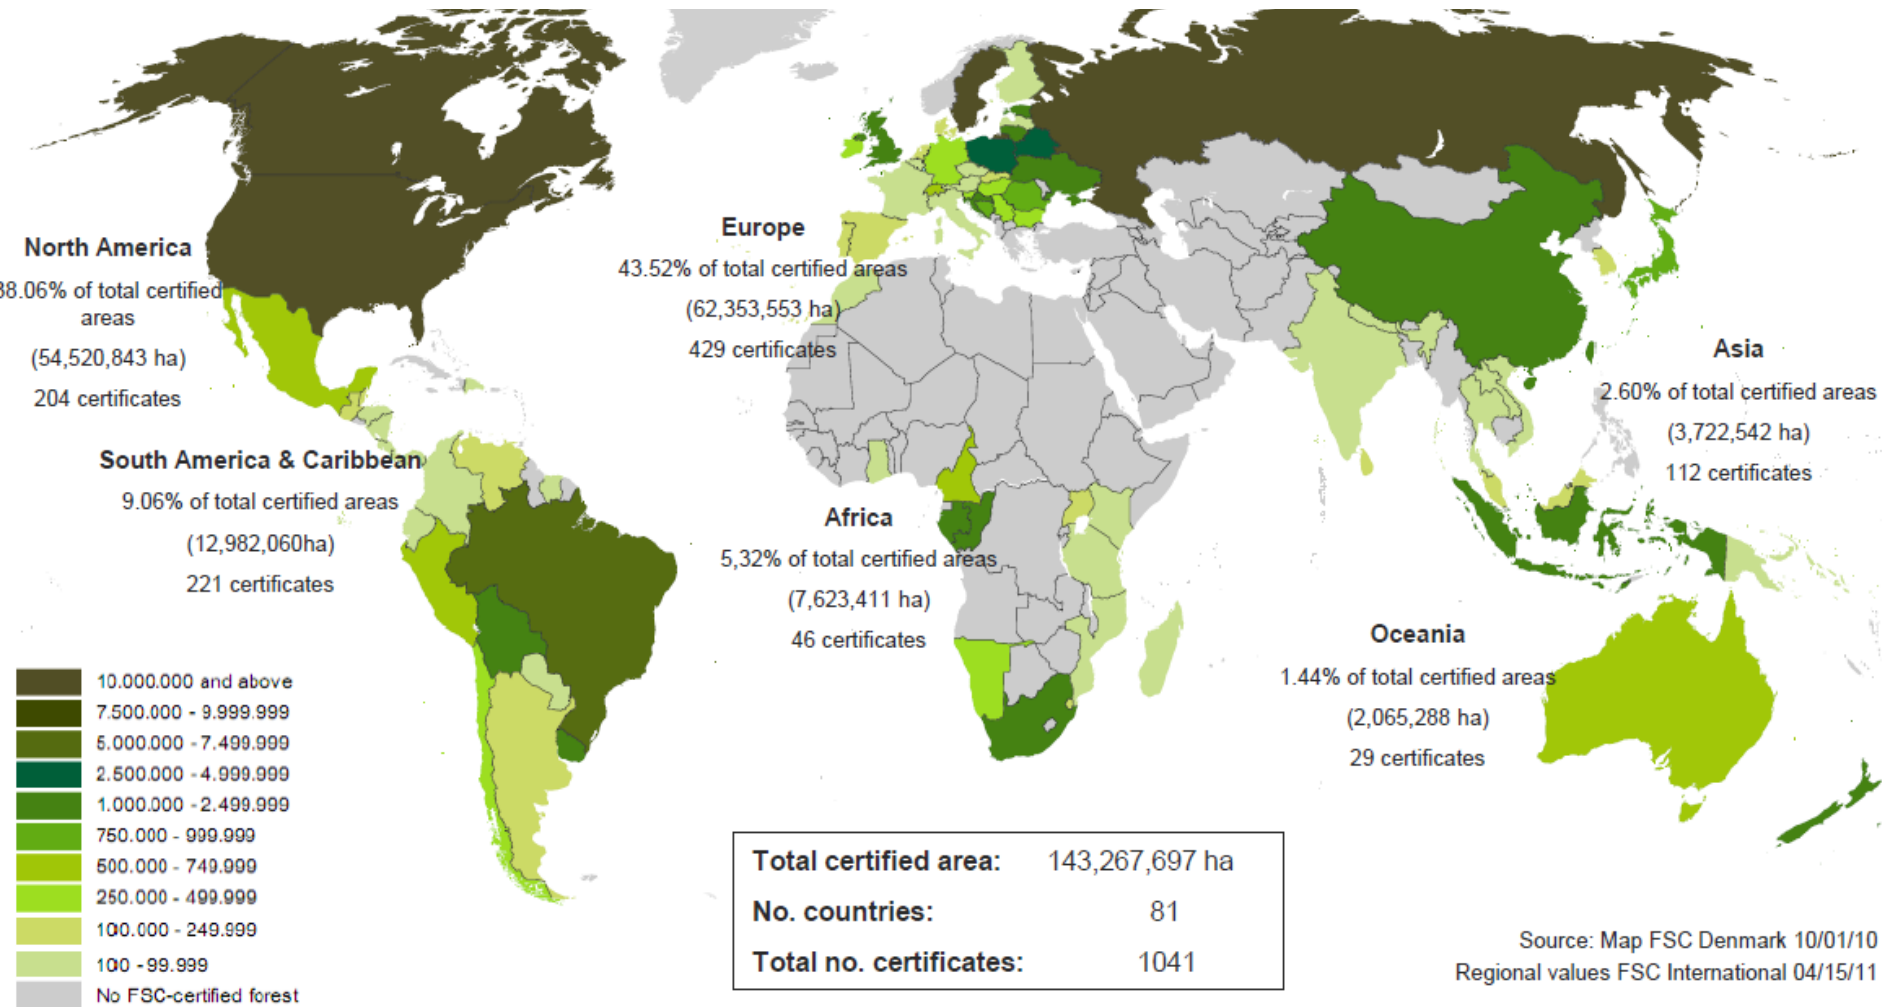 North America
38.06% of total certified
areas
(54,520,843 ha)
204 certificates
South America & Caribbean
9.06% of total certified areas
(12,982,060ha)
221 certificates
Europe
43.52% of total certified areas
(62,353,553 ha)
429 certificates
Africa
5,32% of total certified areas
(7,623,411 ha)
46 certificates
Asia
2.60% of total certified areas
(3,722,542 ha)
112 certificates
Oceania
1.44% of total certified areas
(2,065,288 ha)
29 certificates
10.000.000 and above
7.500.000 - 9.999.999
5.000.000 - 7.499.999
2.500.000 - 4.999.999
1.000.000 - 2.499.999
750.000 - 999.999
500.000 - 749.999
250.000 - 499.999
100.000 - 249.999
100 - 99.999
No FSC-certified forest
Total certified area: 143,267,697 ha
No. countries: 81
Total no. certificates: 1041
Source: Map FSC Denmark 10/01/10
Regional values FSC International 04/15/11